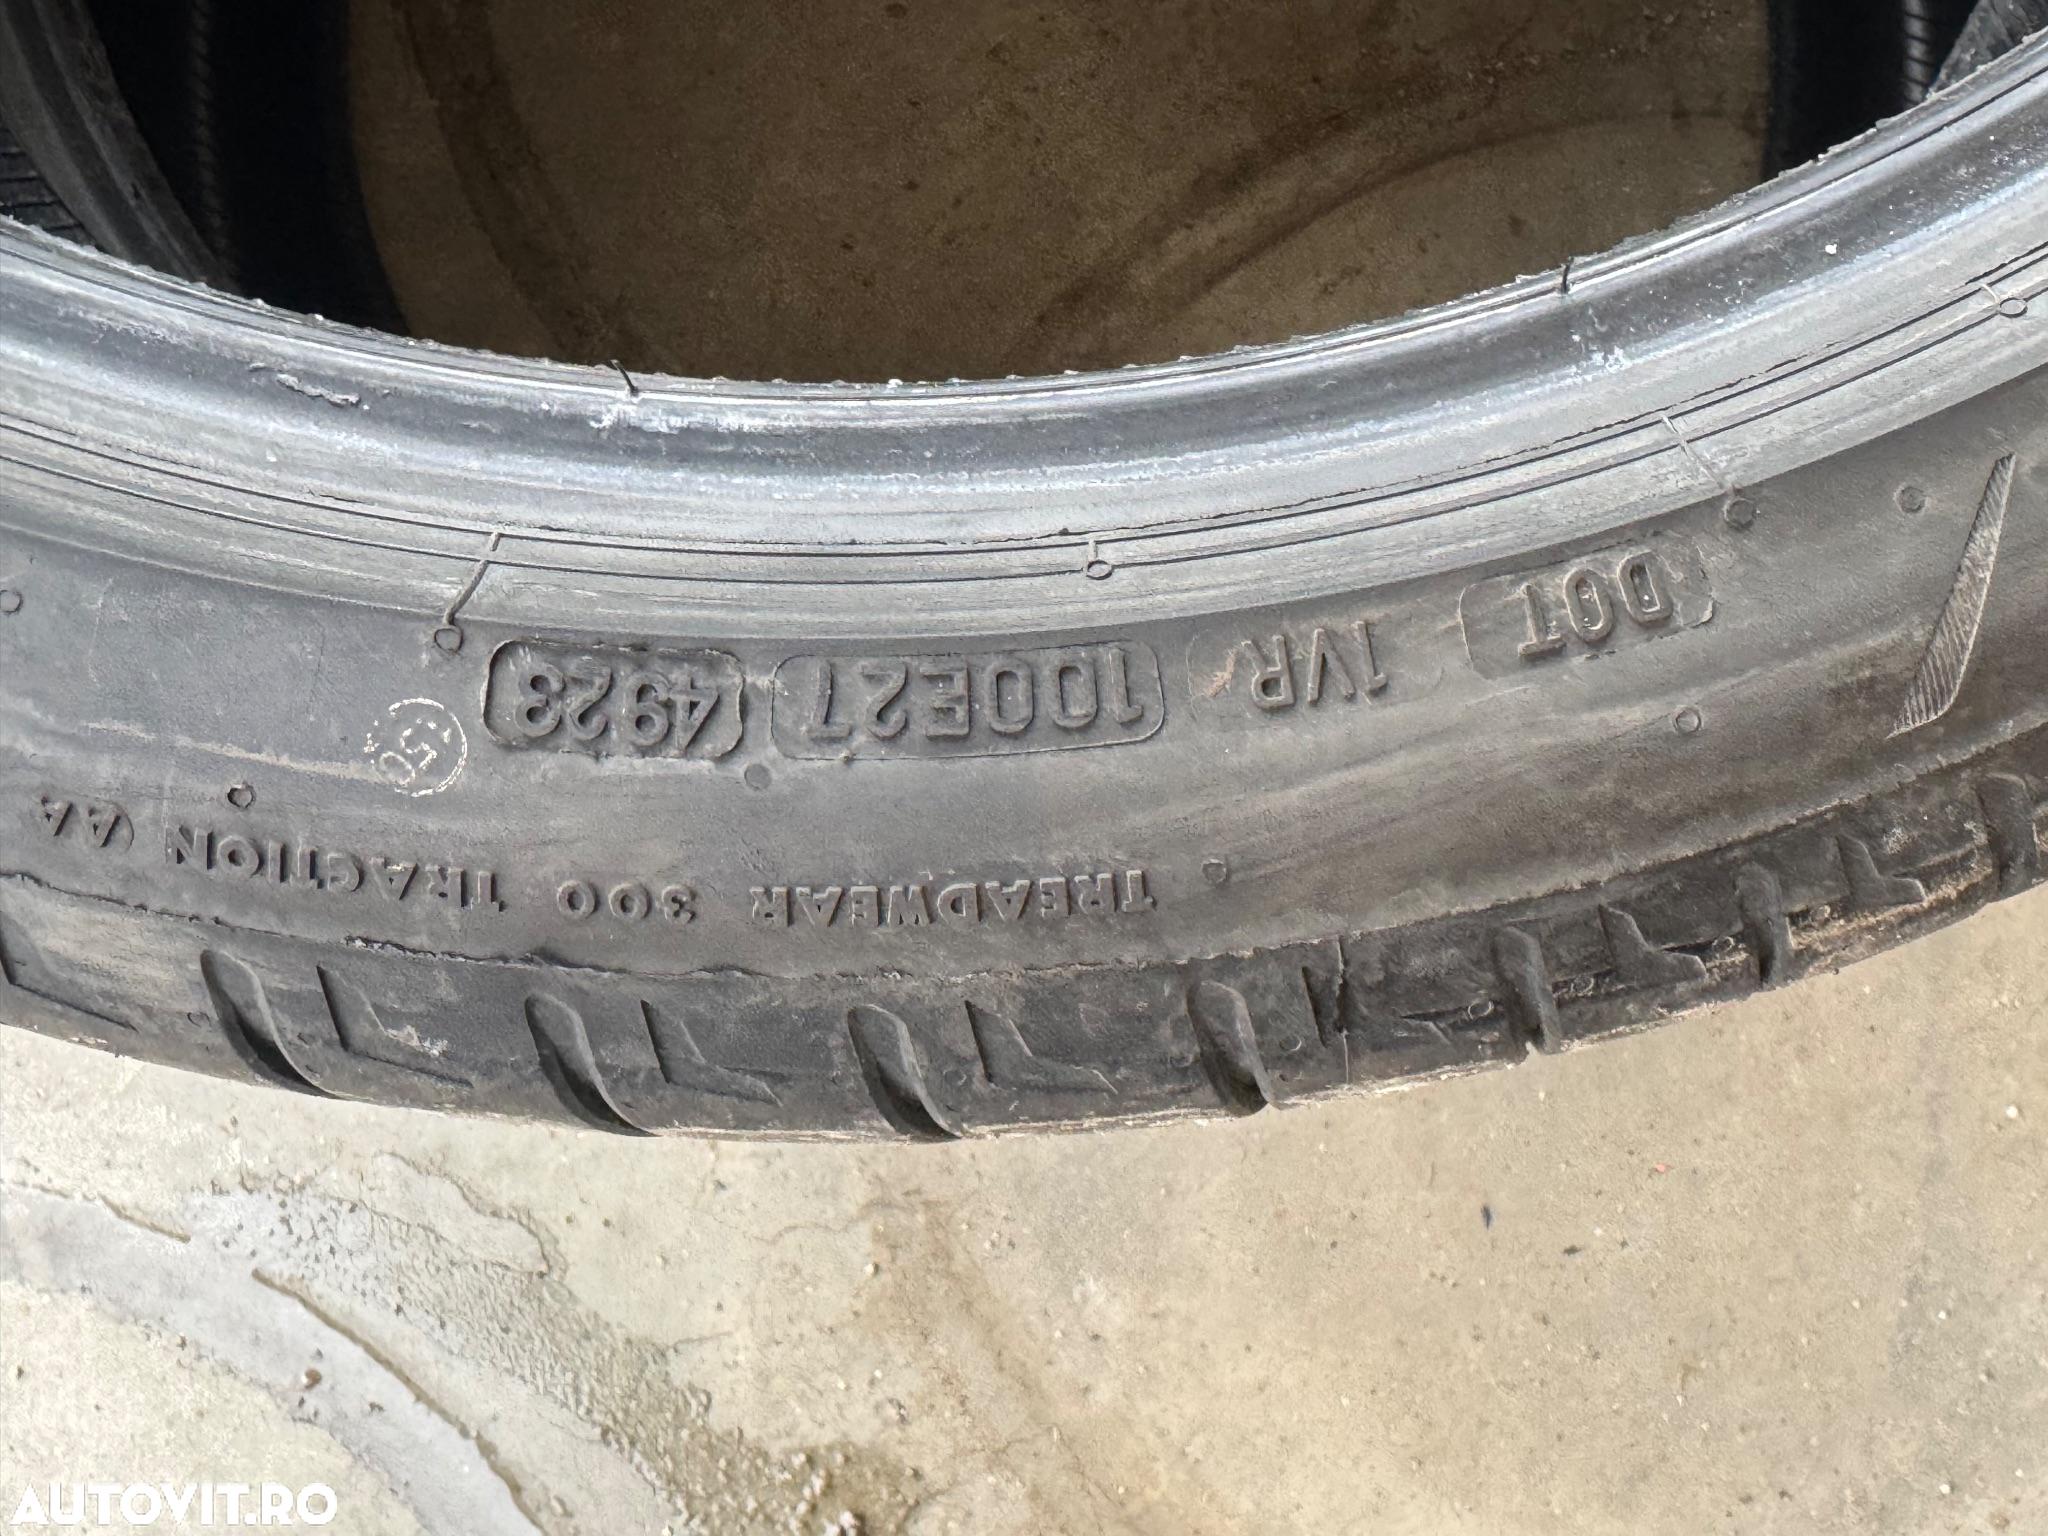 DOT 1VR 100E27 4923
TREADWEAR 300 TRACTION AA
AUTOVIT.RO